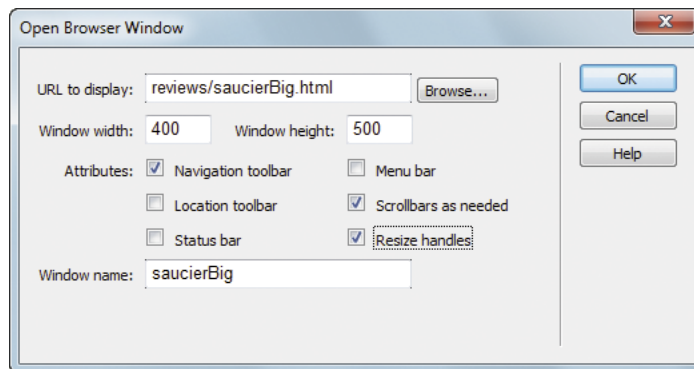 Open Browser Window
URL to display: reviews/saucierBig.html Browse... OK
Window width: 400 Window height: 500 Cancel
Attributes: Navigation toolbar Menu bar Help
Location toolbar Scrollbars as needed
Status bar Resize handles
Window name: saucierBig